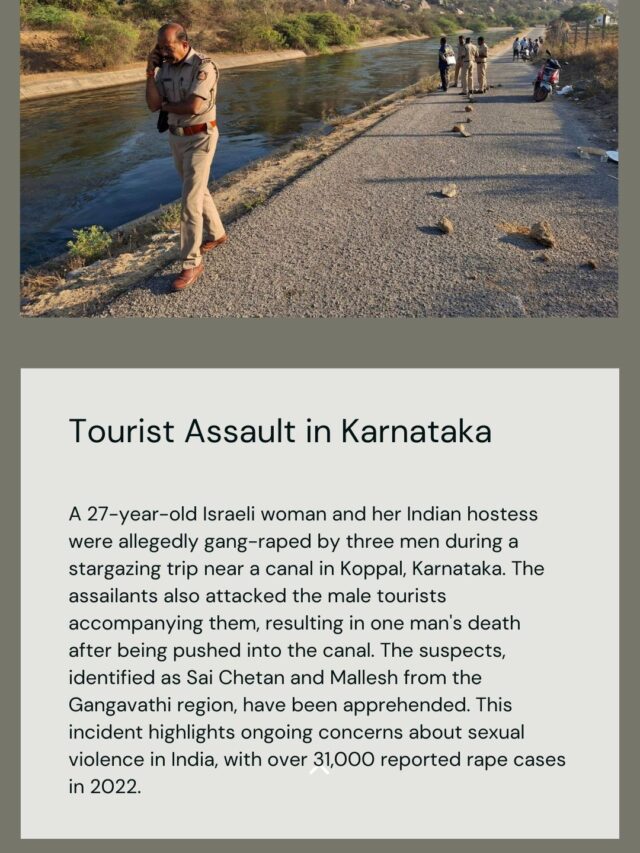 Tourist Assault in Karnataka
A 27-year-old Israeli woman and her Indian hostess
were allegedly gang-raped by three men during a
stargazing trip near a canal in Koppal, Karnataka. The
assailants also attacked the male tourists
accompanying them, resulting in one man's death
after being pushed into the canal. The suspects,
identified as Sai Chetan and Mallesh from the
Gangavathi region, have been apprehended. This
incident highlights ongoing concerns about sexual
violence in India, with over 31,000 reported rape cases
in 2022.